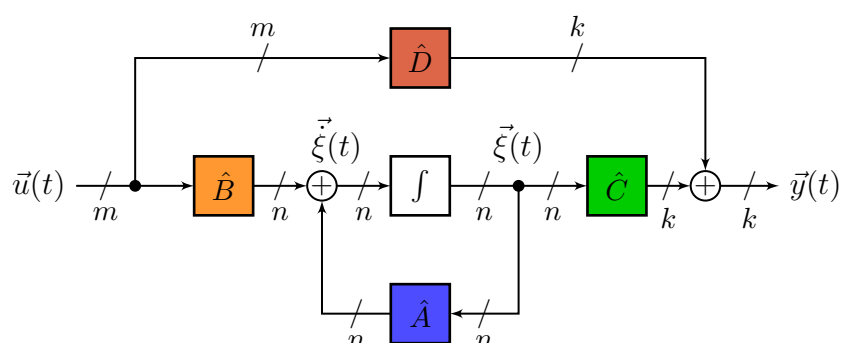 m k
D̂
ξ̇⃗(t) ξ⃗(t)
u⃗(t) B̂ + ∫ Ĉ + y⃗(t)
m n n n n k k
Â
n n